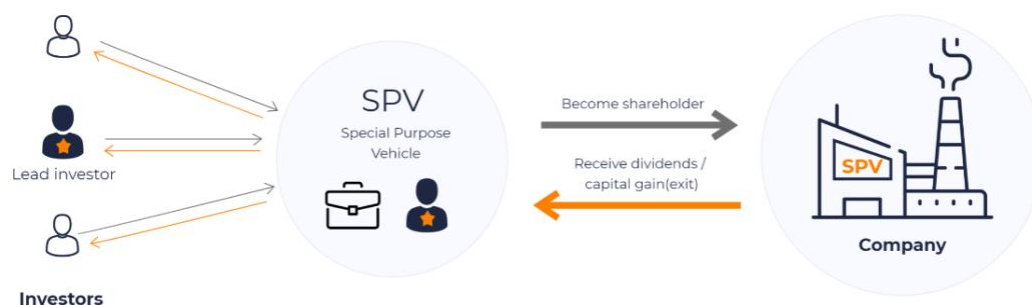 SPV
Special Purpose
Vehicle
Lead investor
Investors
Become shareholder
Receive dividends /
capital gain(exit)
SPV
Company